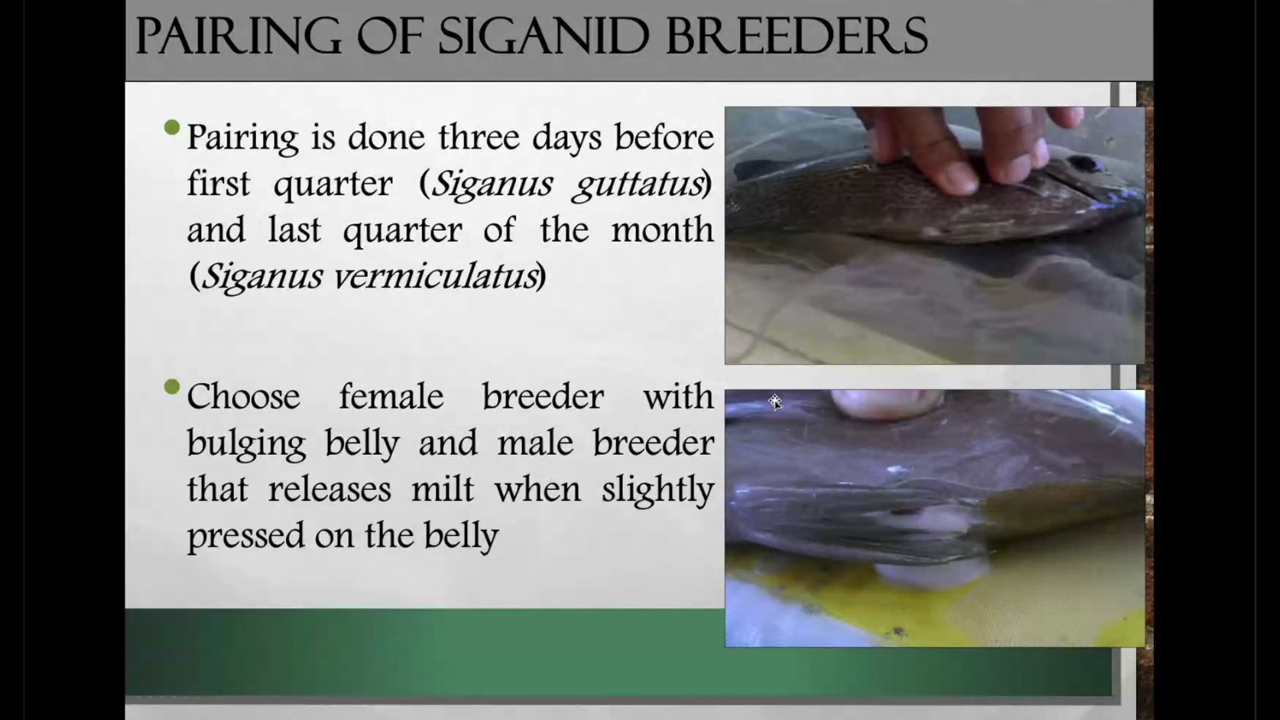 PAIRING OF SIGANID BREEDERS
Pairing is done three days before
first quarter (Siganus guttatus)
and last quarter of the month
(Siganus vermiculatus)
Choose female breeder with
bulging belly and male breeder
that releases milt when slightly
pressed on the belly